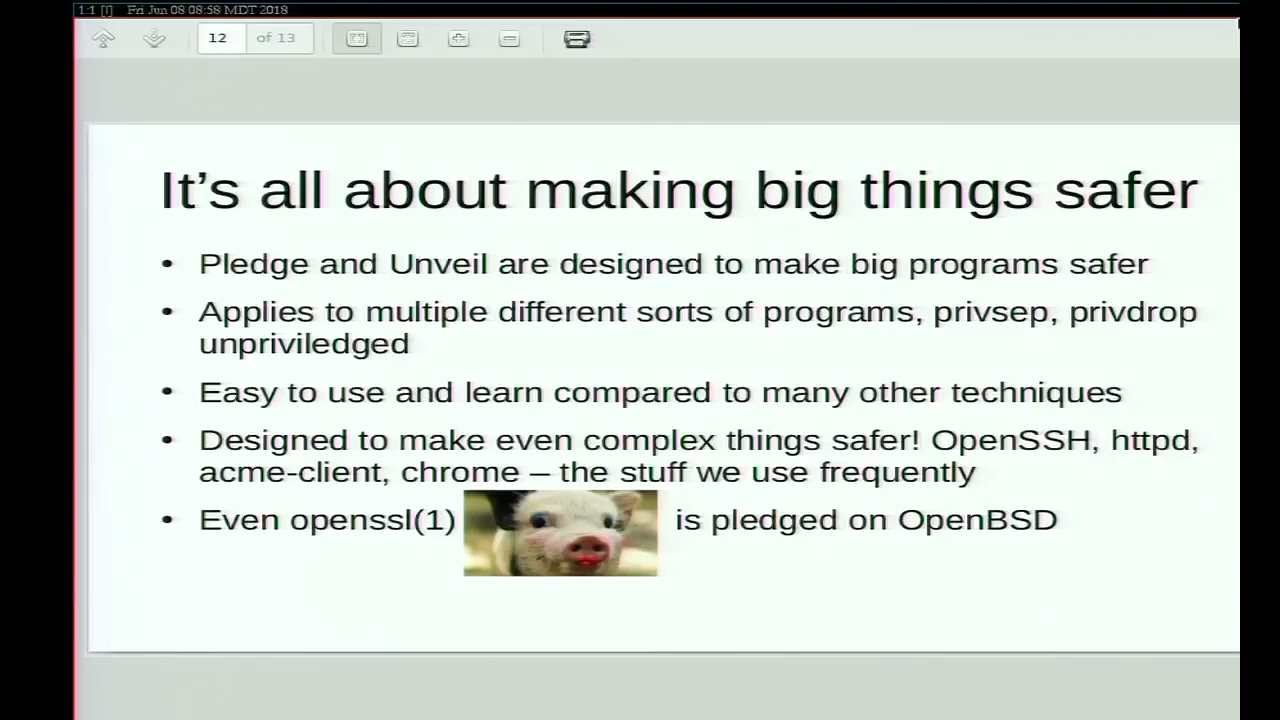 1:1 [I] Fri Jun 08 08:58 MDT 2018
12 of 13
It’s all about making big things safer
• Pledge and Unveil are designed to make big programs safer
• Applies to multiple different sorts of programs, privsep, privdrop
unpriviledged
• Easy to use and learn compared to many other techniques
• Designed to make even complex things safer! OpenSSH, httpd,
acme-client, chrome – the stuff we use frequently
• Even openssl(1) is pledged on OpenBSD